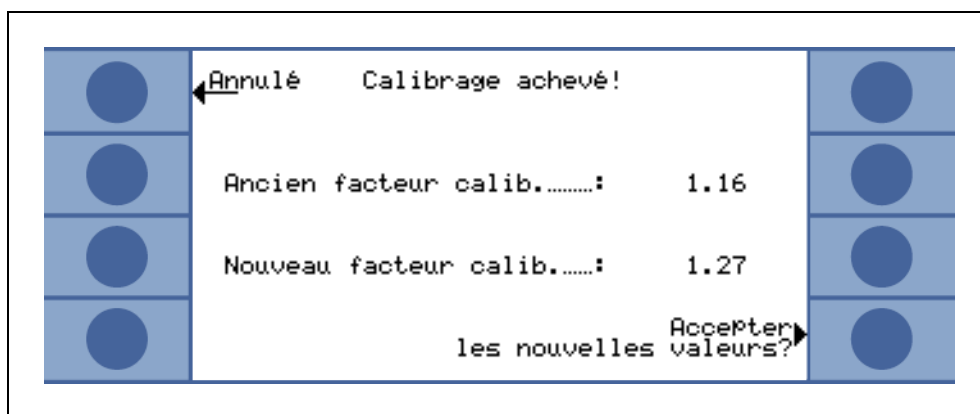 Annulé Calibrage achevé!
Ancien facteur calib.........: 1.16
Nouveau facteur calib.......: 1.27
Accepter
les nouvelles valeurs?